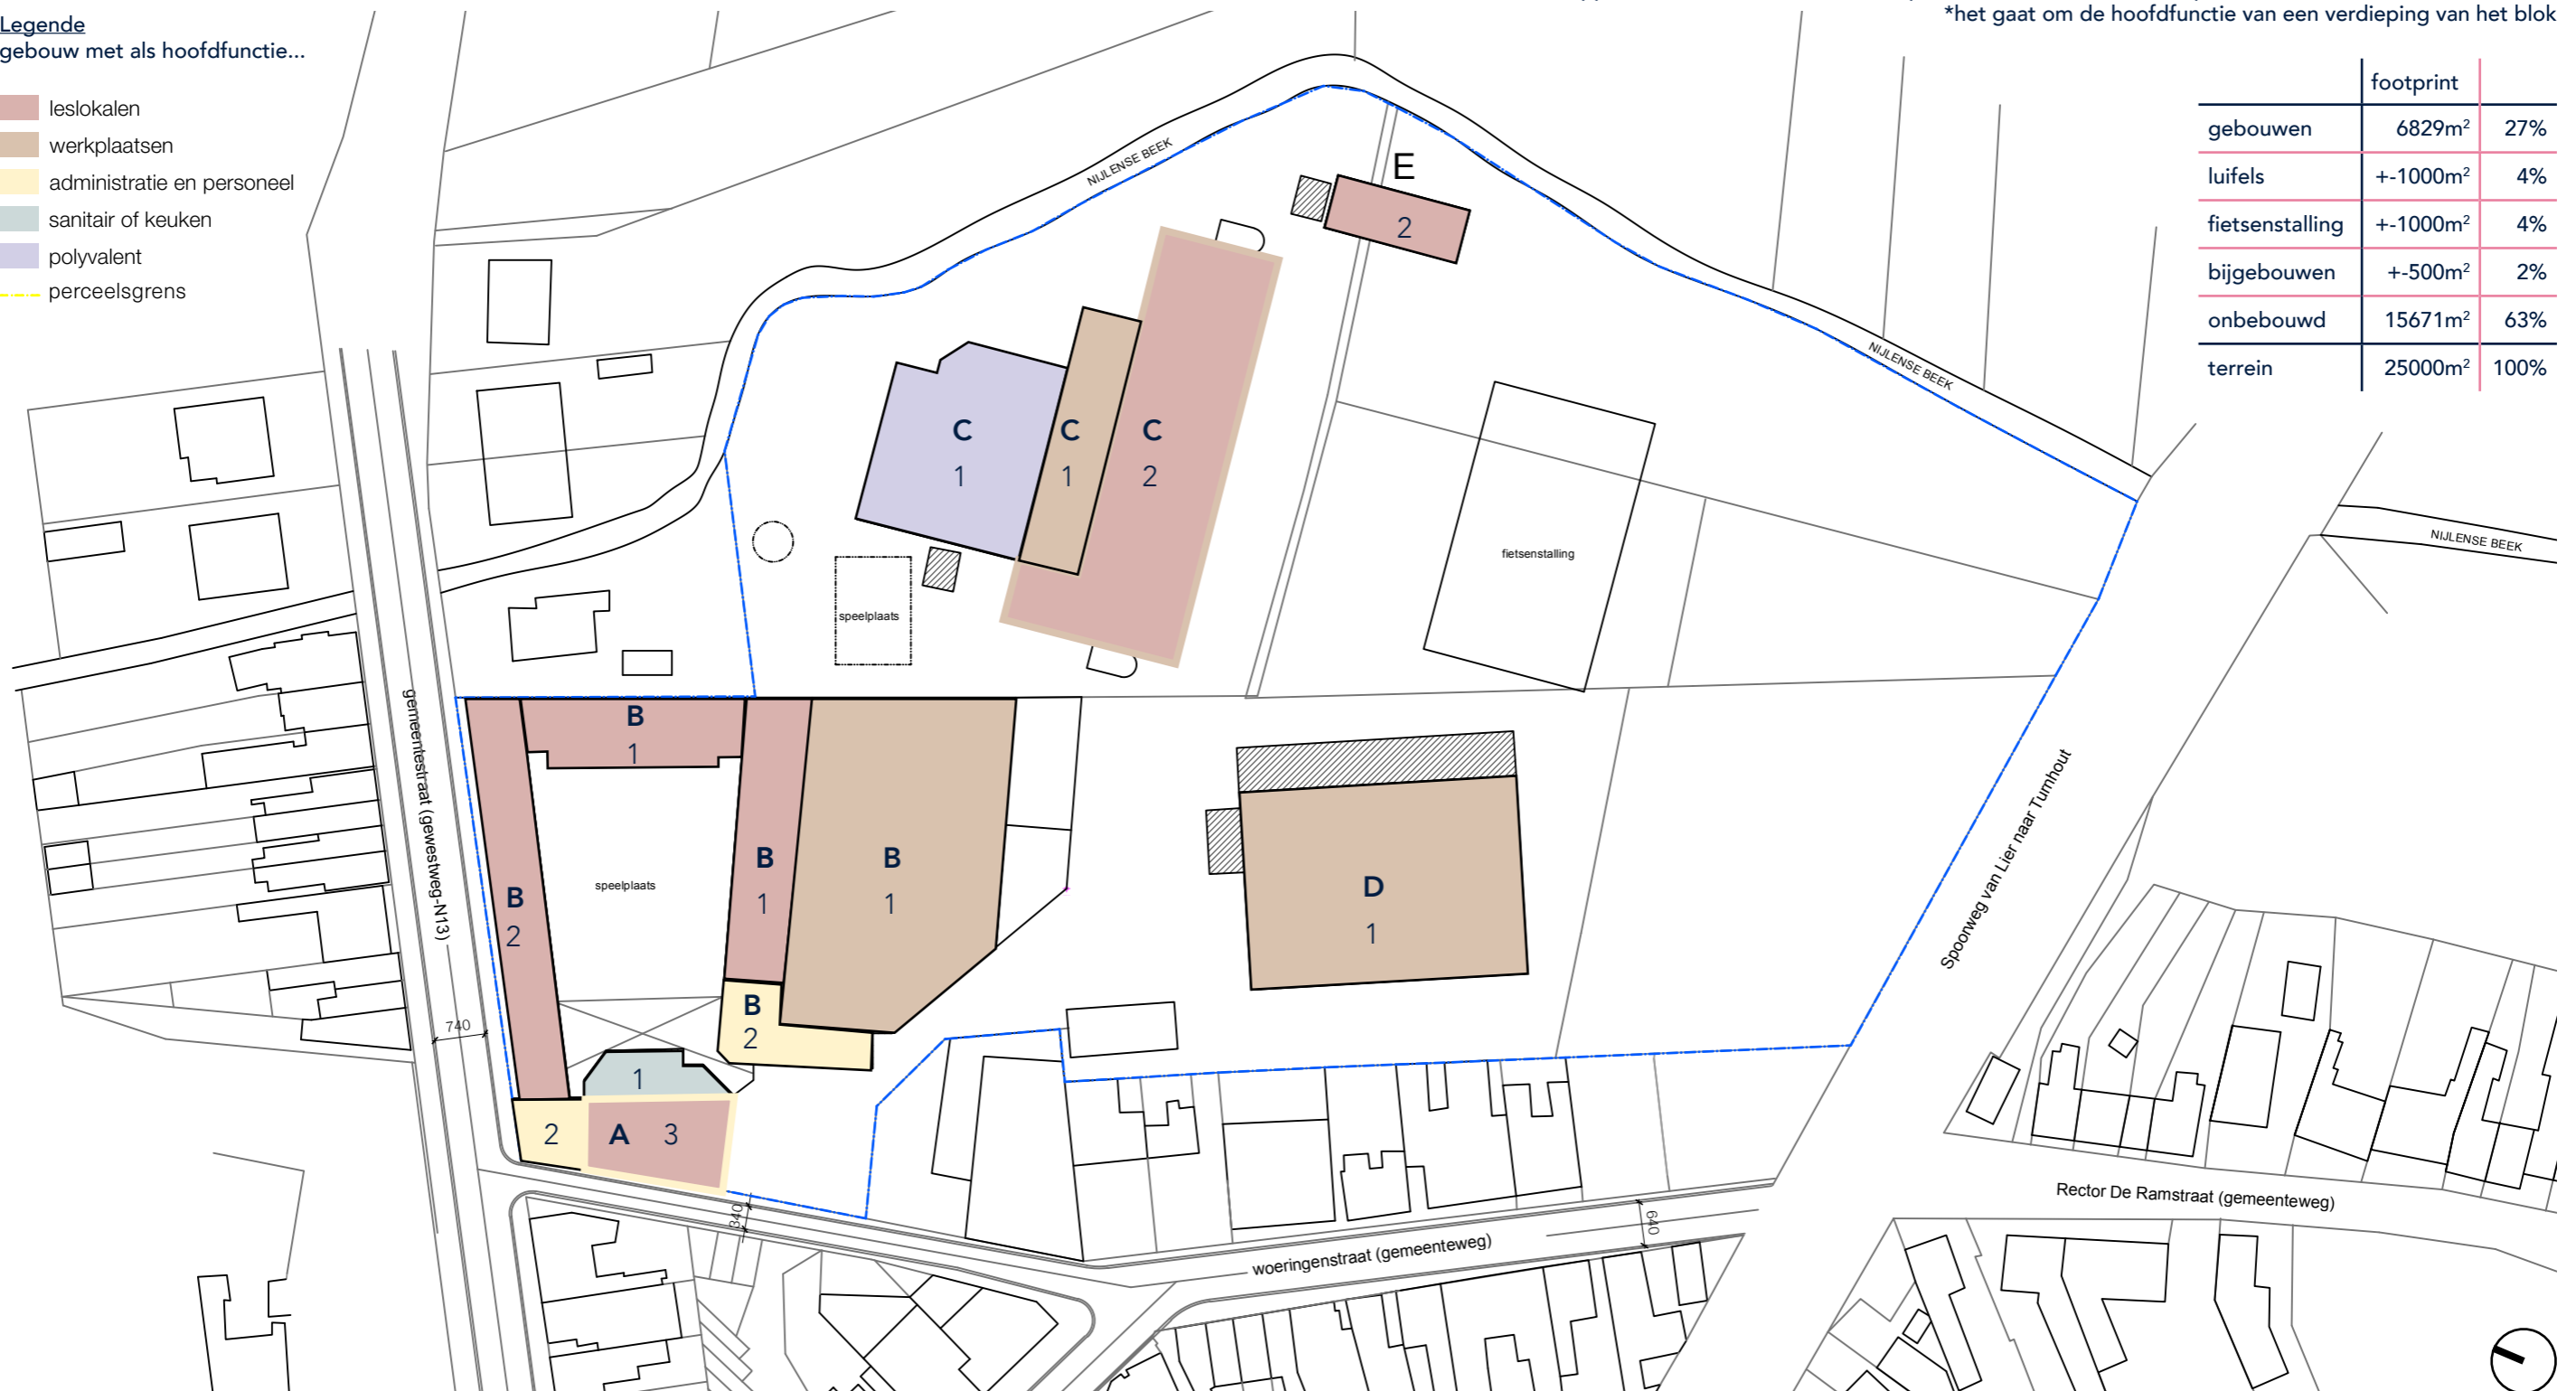 *het gaat om de hoofdfunctie van een verdieping van het blok
Legende
gebouw met als hoofdfunctie...
leslokalen
werkplaatsen
administratie en personeel
sanitair of keuken
polyvalent
perceelsgrens
footprint
gebouwen 6829m² 27%
luifels +-1000m² 4%
fietsenstalling +-1000m² 4%
bijgebouwen +-500m² 2%
onbebouwd 15671m² 63%
terrein 25000m² 100%
NIJLENSE BEEK
E
2
NIJLENSE BEEK
C
1
C
1
C
2
NIJLENSE BEEK
fietsenstalling
speelplaats
gemeentestraat (gewestweg-N13)
B
1
B
2
speelplaats
B
1
B
1
D
1
Spoorweg van Lier naar Turnhout
B
2
740
1
2
A 3
340
640
woeringenstraat (gemeenteweg)
Rector De Ramstraat (gemeenteweg)